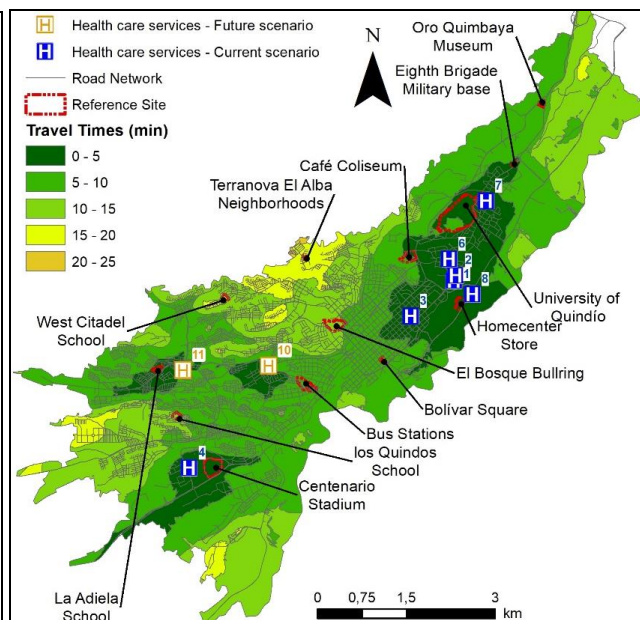 Health care services - Future scenario
Health care services - Current scenario
Road Network
Reference Site
Travel Times (min)
0 - 5
5 - 10
10 - 15
15 - 20
20 - 25
N
Oro Quimbaya
Museum
Eighth Brigade
Military base
Café Coliseum
Terranova El Alba
Neighborhoods
7
6
2
1
8
3
University of
Quindío
West Citadel
School
Homecenter
Store
11
10
El Bosque Bullring
Bolívar Square
Bus Stations
los Quindos
School
4
Centenario
Stadium
La Adiela
School
0 0,75 1,5 3
km
H
H
H
H
H
H
H
H
H
H
H